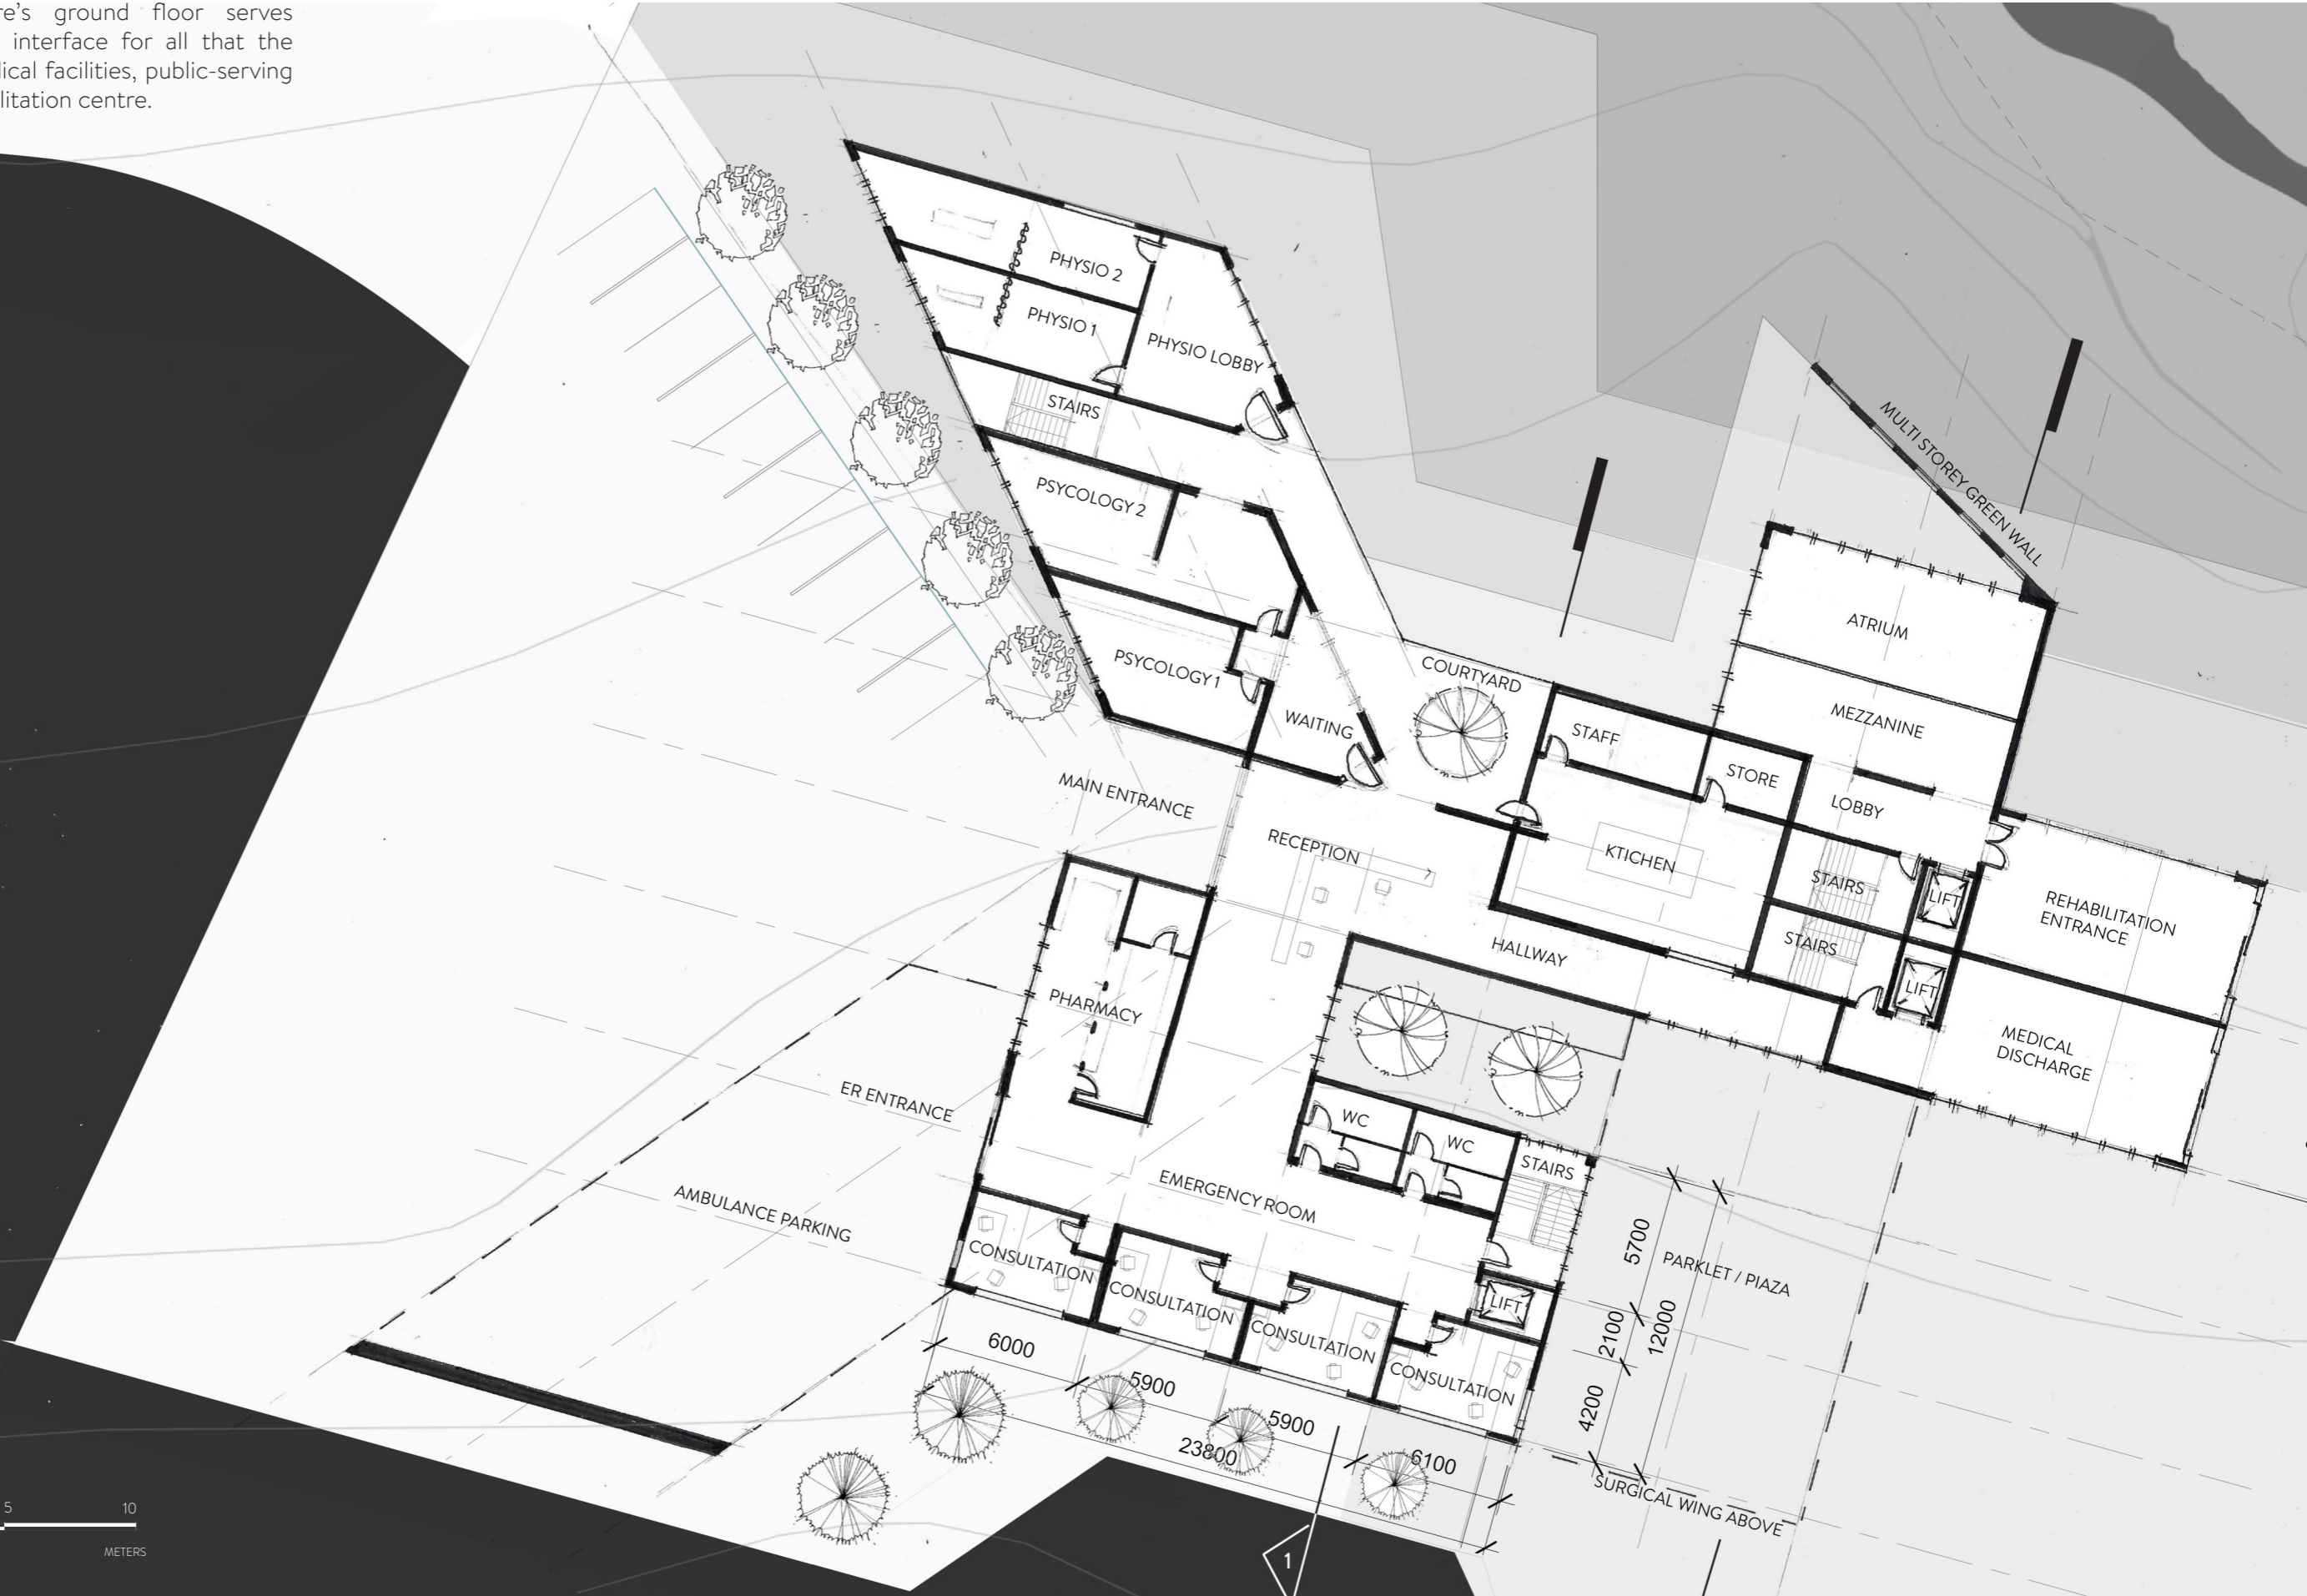 re's ground floor serves
interface for all that the
lical facilities, public-serving
litation centre.
PHYSIO 2
PHYSIO 1
PHYSIO LOBBY
STAIRS
PSYCOLOGY 2
PSYCOLOGY 1
WAITING
COURTYARD
MULTI STOREY GREEN WALL
ATRIUM
MEZZANINE
STAFF
STORE
LOBBY
MAIN ENTRANCE
RECEPTION
KTICHEN
STAIRS
LIFT
REHABILITATION
ENTRANCE
STAIRS
HALLWAY
LIFT
PHARMACY
MEDICAL
DISCHARGE
ER ENTRANCE
WC
WC
STAIRS
EMERGENCY ROOM
AMBULANCE PARKING
CONSULTATION
CONSULTATION
CONSULTATION
CONSULTATION
LIFT
PARKLET / PIAZA
5700
2100
12000
4200
6000
5900
5900
6100
23800
SURGICAL WING ABOVE
5 10
METERS
1